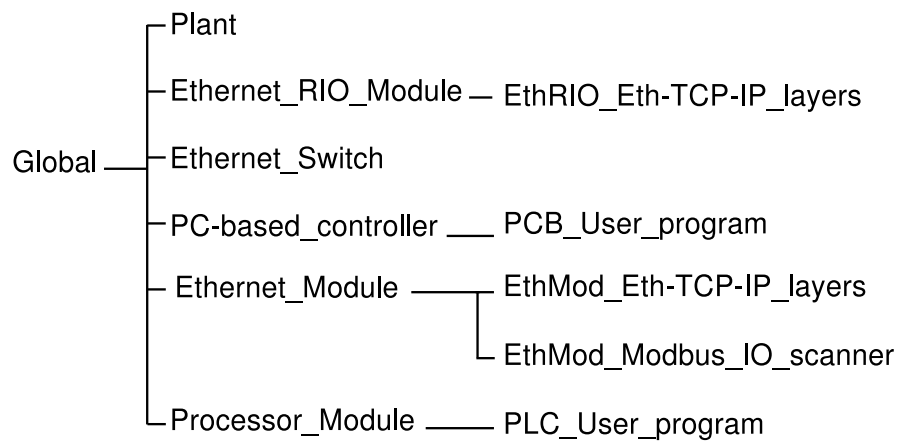 Plant
Ethernet_RIO_Module
EthRIO_Eth-TCP-IP_layers
Global
Ethernet_Switch
PC-based_controller
PCB_User_program
Ethernet_Module
EthMod_Eth-TCP-IP_layers
EthMod_Modbus_IO_scanner
Processor_Module
PLC_User_program